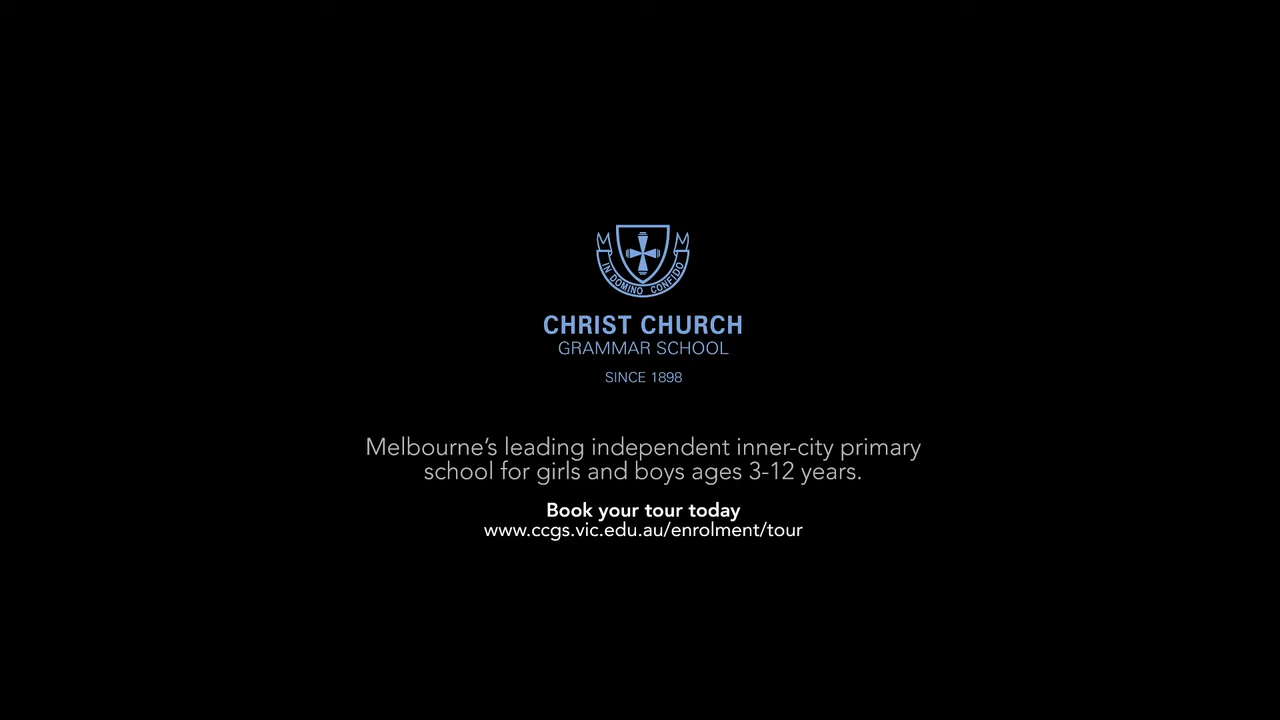 IN DOMINO CONFIDO
CHRIST CHURCH
GRAMMAR SCHOOL
SINCE 1898
Melbourne's leading independent inner-city primary
school for girls and boys ages 3-12 years.
Book your tour today
www.ccgs.vic.edu.au/enrolment/tour